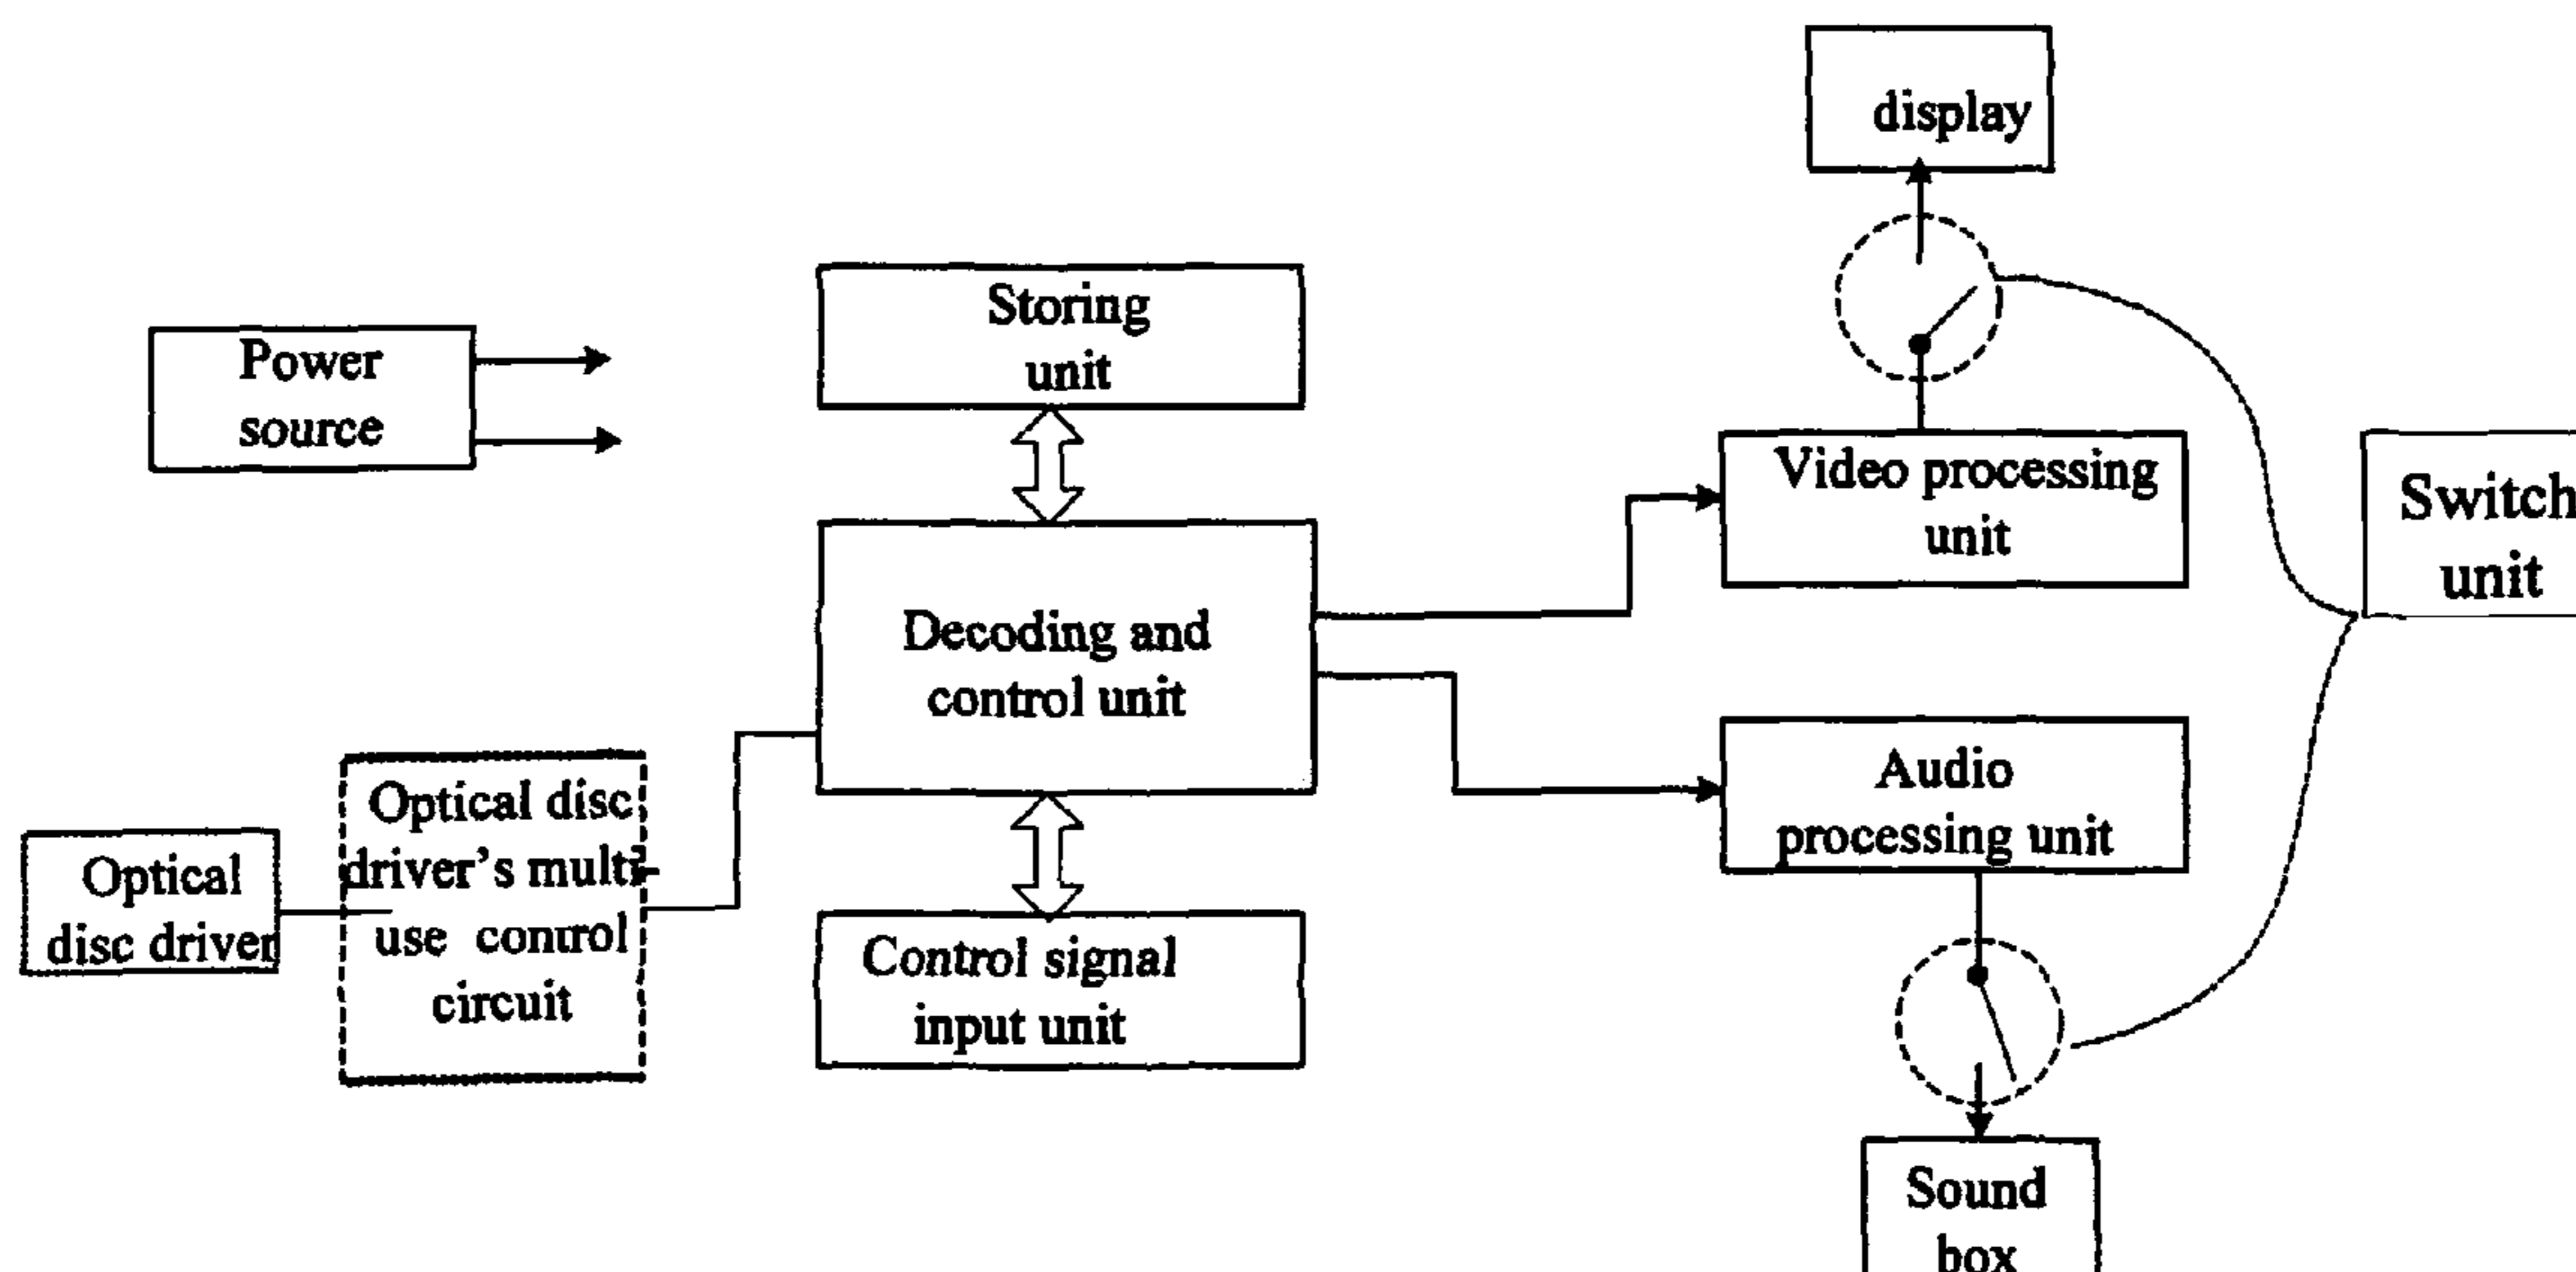 display
Storing
unit
Power
source
Video processing
unit
Switch
unit
Decoding and
control unit
Audio
processing unit
Optical disc
driver's multi-
use control
circuit
Optical
disc driver
Control signal
input unit
Sound
box